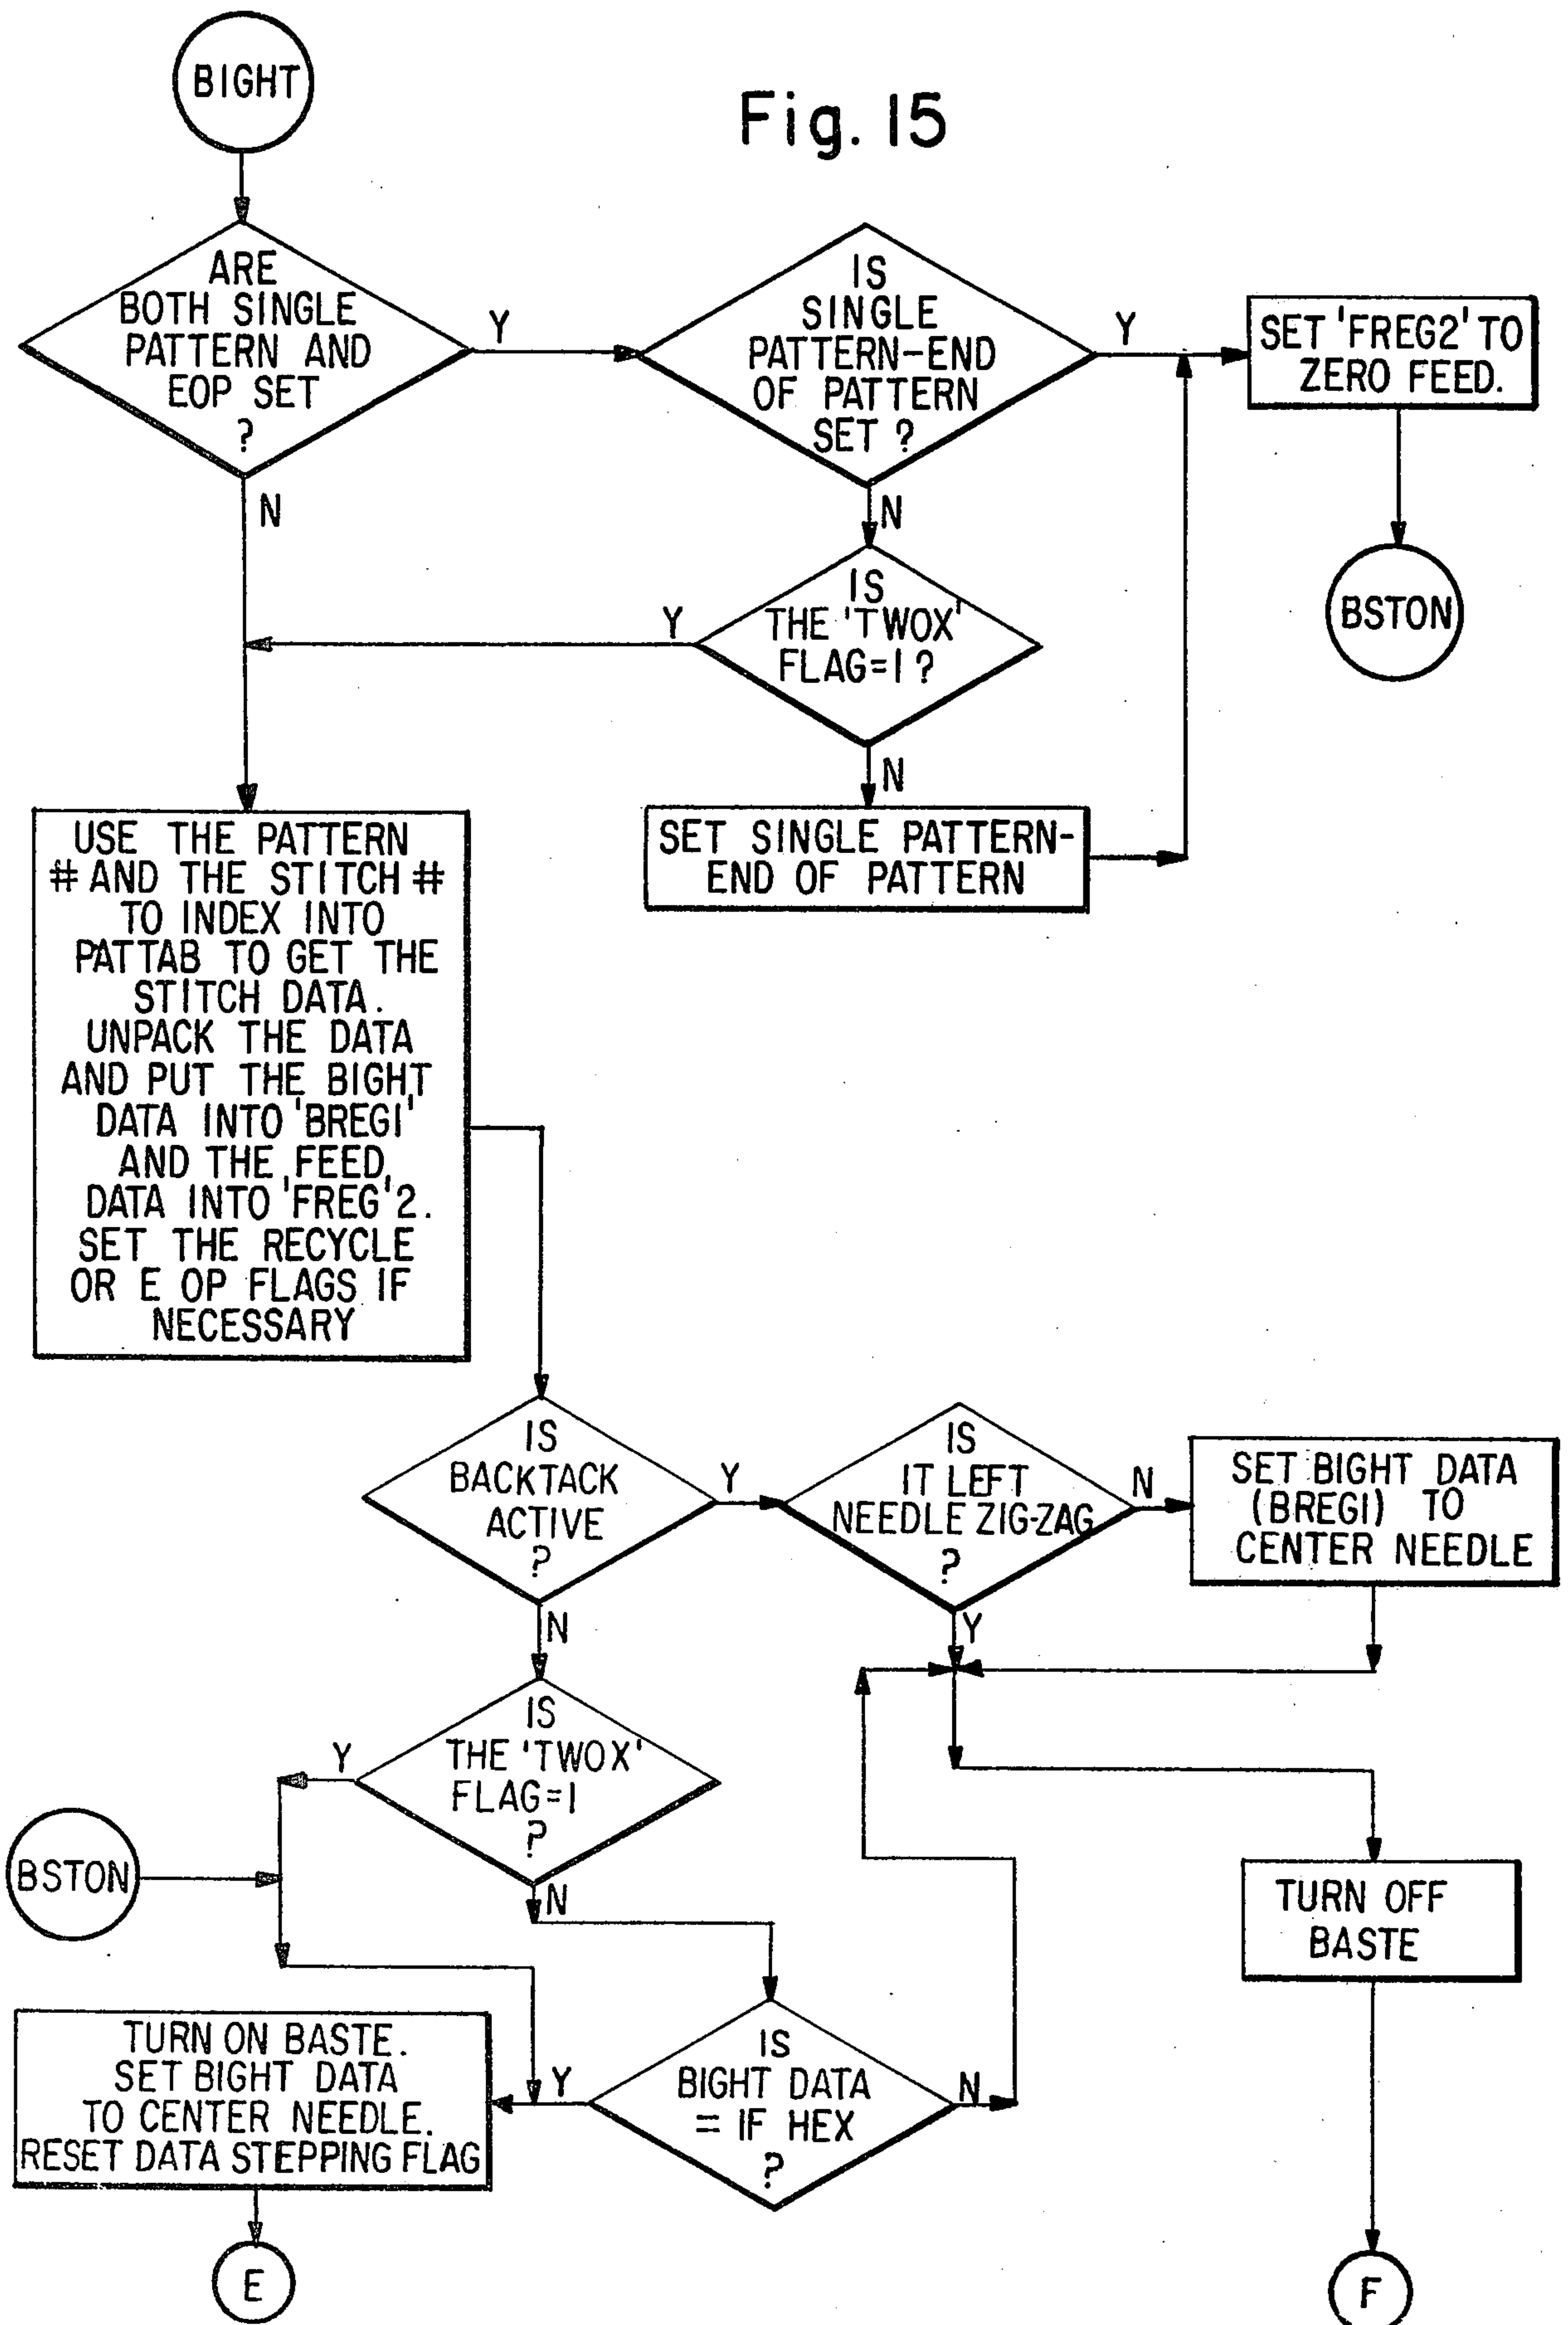 BIGHT
Fig. 15
ARE
BOTH SINGLE
PATTERN AND
EOP SET
?
Y
N
IS
SINGLE
PATTERN-END
OF PATTERN
SET ?
Y
N
SET 'FREG2' TO
ZERO FEED.
BSTON
IS
THE 'TWOX'
FLAG=1 ?
Y
N
SET SINGLE PATTERN-
END OF PATTERN
USE THE PATTERN
# AND THE STITCH #
TO INDEX INTO
PATTAB TO GET THE
STITCH DATA.
UNPACK THE DATA
AND PUT THE BIGHT
DATA INTO 'BREG1'
AND THE FEED
DATA INTO 'FREG'2.
SET THE RECYCLE
OR E OP FLAGS IF
NECESSARY
IS
BACKTACK
ACTIVE
?
Y
N
IS
IT LEFT
NEEDLE ZIG-ZAG
?
N
Y
SET BIGHT DATA
(BREG1) TO
CENTER NEEDLE
IS
THE 'TWOX'
FLAG=1
?
Y
N
BSTON
TURN OFF
BASTE
TURN ON BASTE.
SET BIGHT DATA
TO CENTER NEEDLE.
RESET DATA STEPPING FLAG
IS
BIGHT DATA
= 1F HEX
?
Y
N
E
F